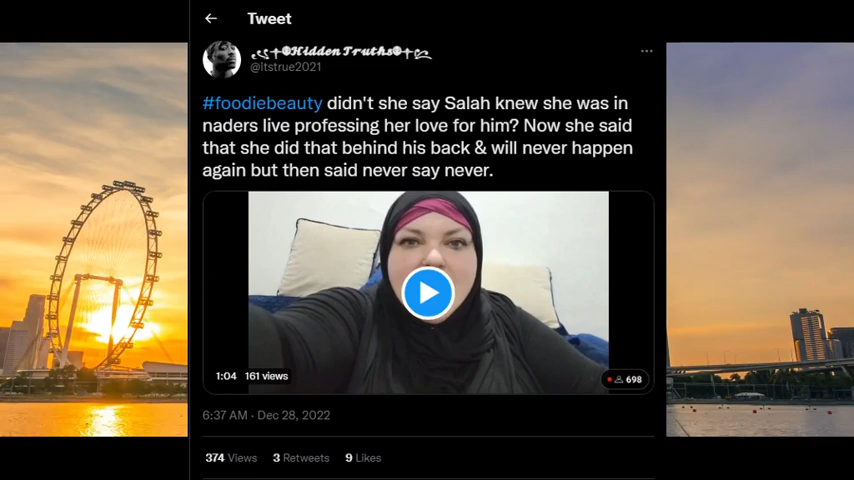 Tweet
Hidden Truths
@itstrue2021
#foodiebeauty didn't she say Salah knew she was in
naders live professing her love for him? Now she said
that she did that behind his back & will never happen
again but then said never say never.
1:04 161 views
698
6:37 AM · Dec 28, 2022
374 Views 3 Retweets 9 Likes